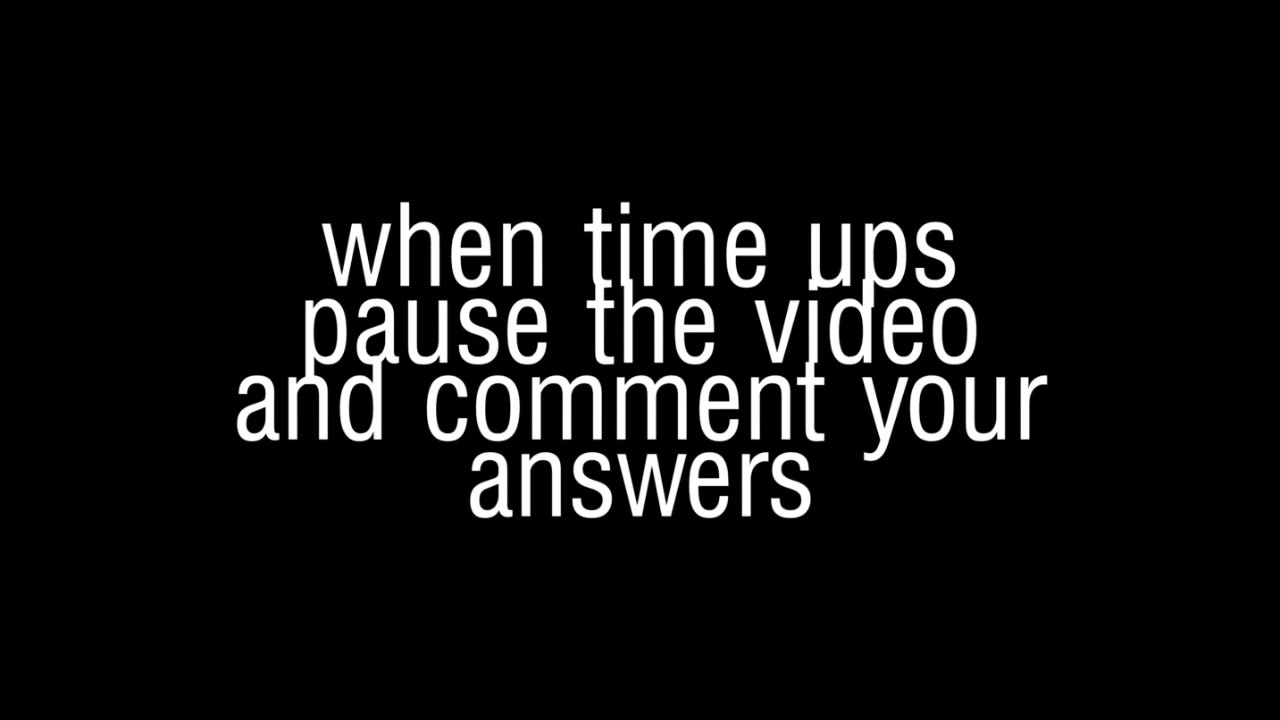 when time ups
pause the video
and comment your
answers